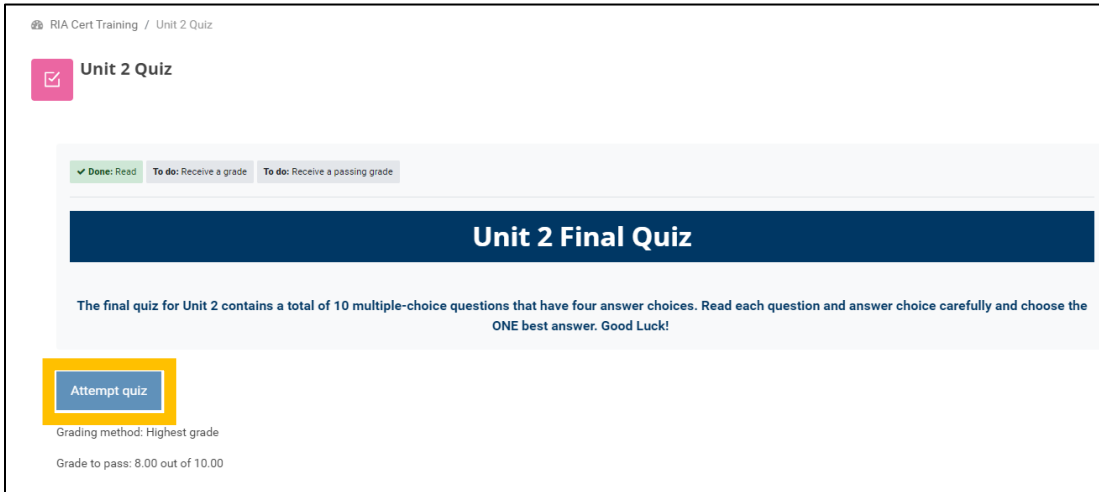 RIA Cert Training / Unit 2 Quiz
Unit 2 Quiz
Done: Read To do: Receive a grade To do: Receive a passing grade
Unit 2 Final Quiz
The final quiz for Unit 2 contains a total of 10 multiple-choice questions that have four answer choices. Read each question and answer choice carefully and choose the
ONE best answer. Good Luck!
Attempt quiz
Grading method: Highest grade
Grade to pass: 8.00 out of 10.00